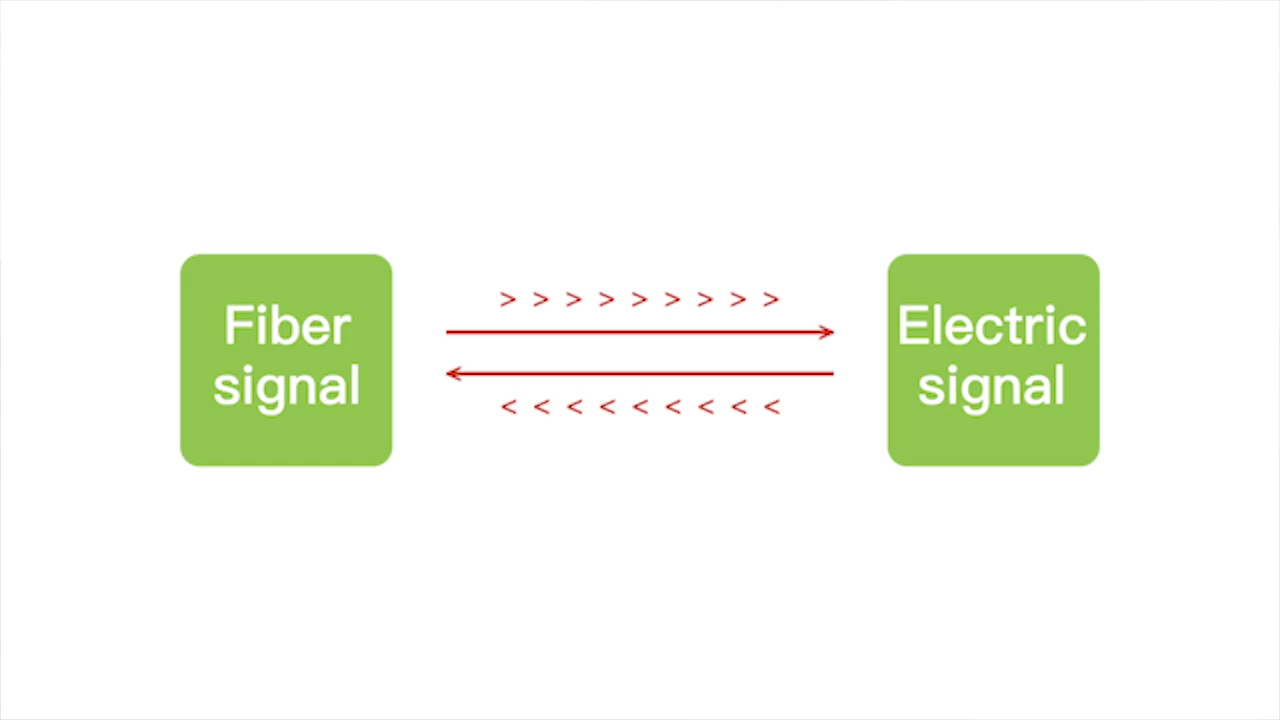 Fiber
signal
> > > > > > > > >
< < < < < < < < <
Electric
signal